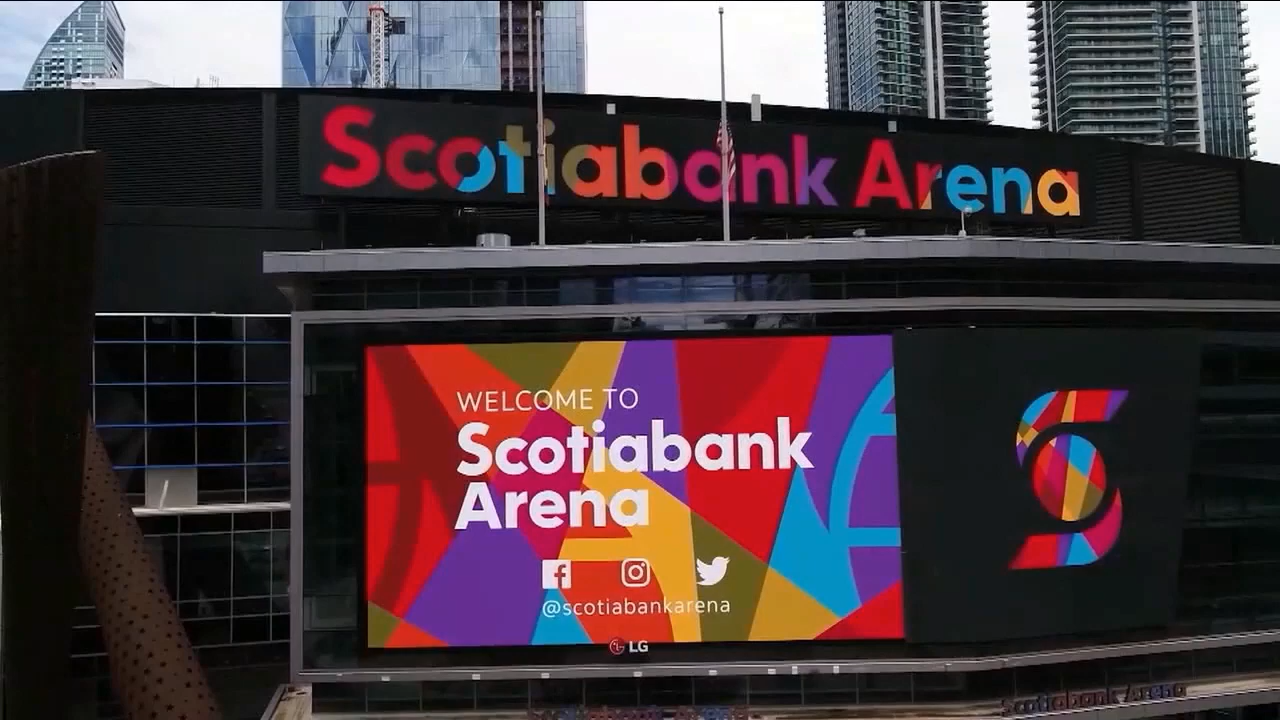 Scotiabank Arena
WELCOME TO
Scotiabank
Arena
@scotiabankarena
LG
Scotiabank Arena